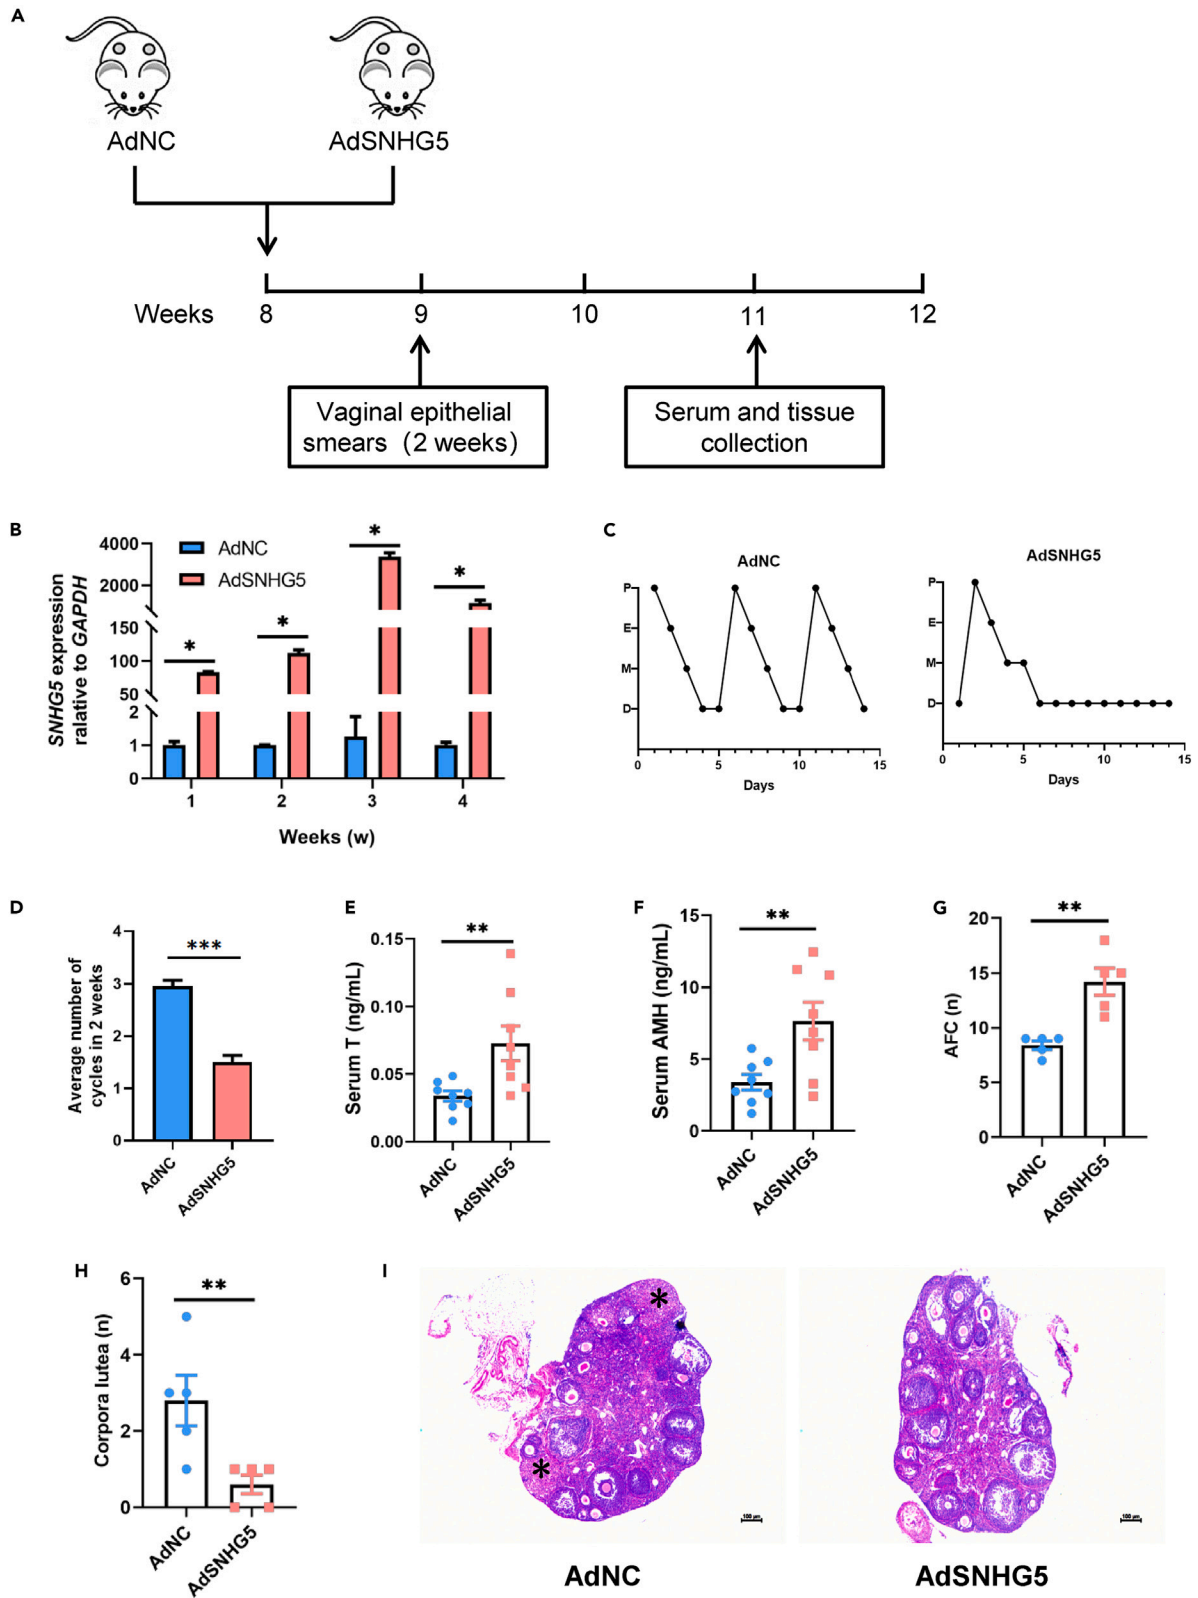 A
AdNC
AdSNHG5
Weeks
8
9
10
11
12
Vaginal epithelial
smears (2 weeks)
Serum and tissue
collection
B
SNHG5 expression
ralative to GAPDH
4000
2000
150
100
50
2
1
0
AdNC
AdSNHG5
*
*
*
*
1
2
3
4
Weeks (w)
C
AdNC
P
E
M
D
0
5
10
15
Days
AdSNHG5
P
E
M
D
0
5
10
15
Days
D
Average number of
cycles in 2 weeks
4
3
2
1
0
***
AdNC
AdSNHG5
E
Serum T (ng/mL)
0.15
0.10
0.05
0.00
**
AdNC
AdSNHG5
F
Serum AMH (ng/mL)
15
10
5
0
**
AdNC
AdSNHG5
G
AFC (n)
20
15
10
5
0
**
AdNC
AdSNHG5
H
Corpora lutea (n)
6
4
2
0
**
AdNC
AdSNHG5
I
*
*
100 μm
AdNC
100 μm
AdSNHG5